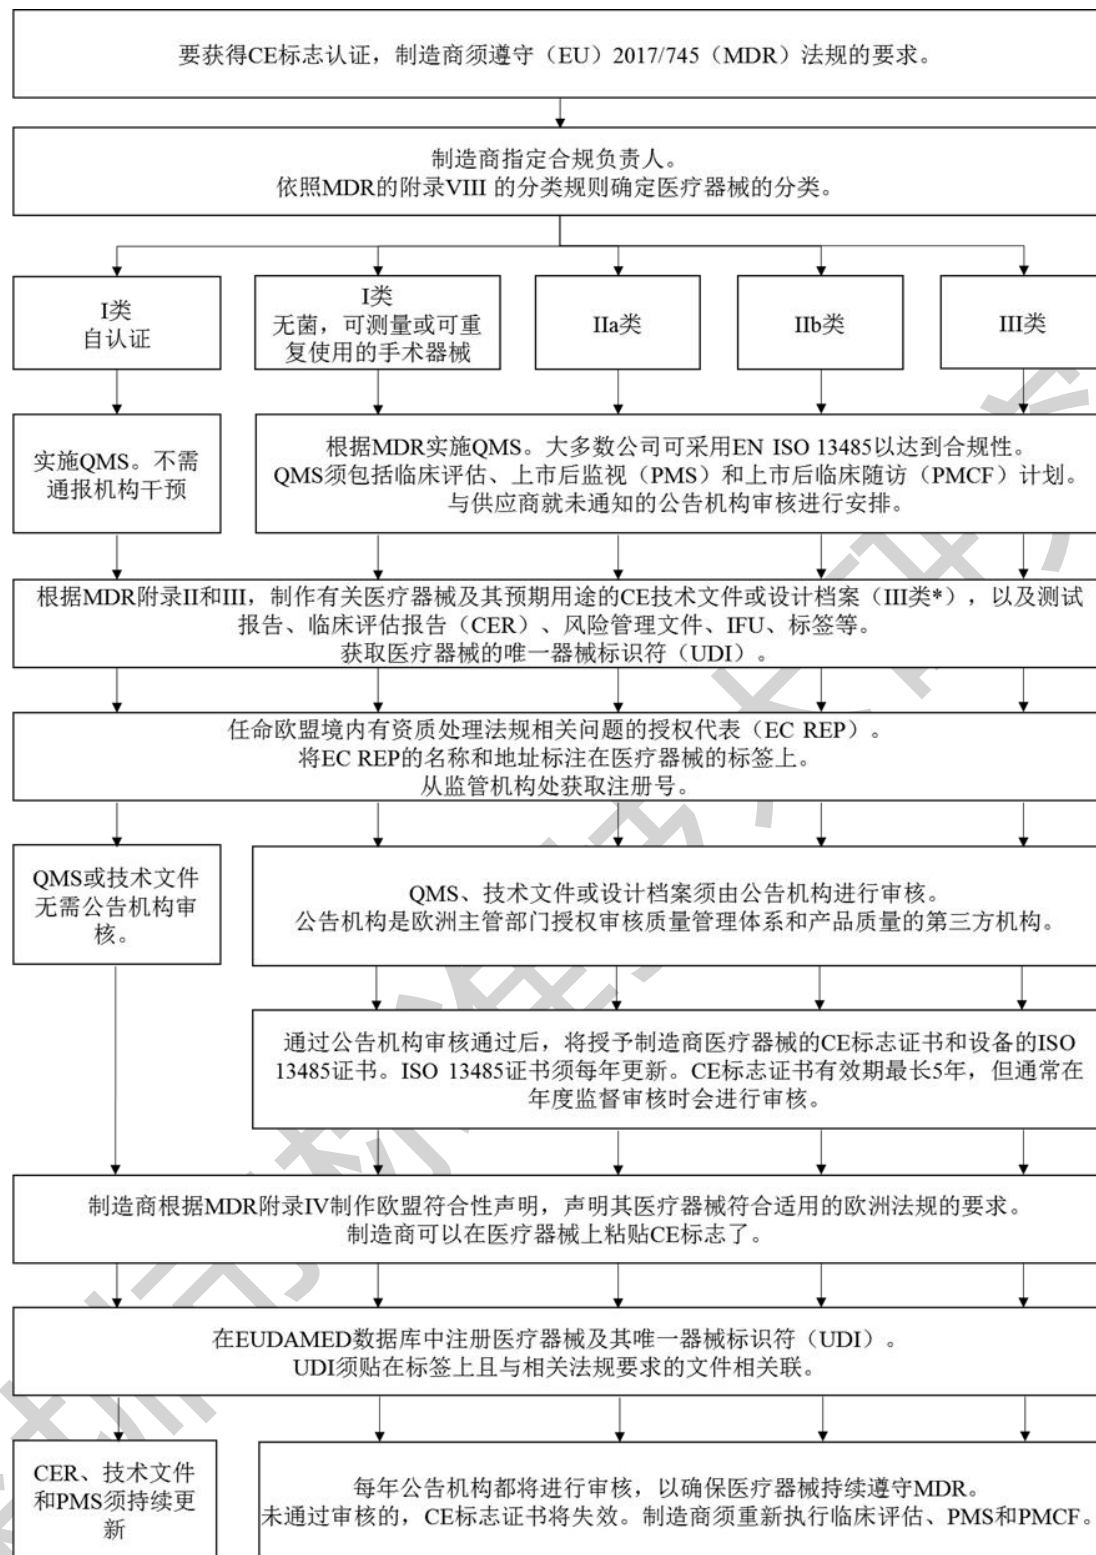 要获得CE标志认证，制造商须遵守（EU）2017/745（MDR）法规的要求。
制造商指定合规负责人。
依照MDR的附录VIII 的分类规则确定医疗器械的分类。
I类
自认证
I类
无菌，可测量或可重
复使用的手术器械
IIa类
IIb类
III类
实施QMS。不需
通报机构干预
根据MDR实施QMS。大多数公司可采用EN ISO 13485以达到合规性。
QMS须包括临床评估、上市后监视（PMS）和上市后临床随访（PMCF）计划。
与供应商就未通知的公告机构审核进行安排。
根据MDR附录II和III，制作有关医疗器械及其预期用途的CE技术文件或设计档案（III类*），以及测试
报告、临床评估报告（CER）、风险管理文件、IFU、标签等。
获取医疗器械的唯一器械标识符（UDI）。
任命欧盟境内有资质处理法规相关问题的授权代表（EC REP）。
将EC REP的名称和地址标注在医疗器械的标签上。
从监管机构处获取注册号。
QMS或技术文件
无需公告机构审
核。
QMS、技术文件或设计档案须由公告机构进行审核。
公告机构是欧洲主管部门授权审核质量管理体系和产品质量的第三方机构。
通过公告机构审核通过后，将授予制造商医疗器械的CE标志证书和设备的ISO
13485证书。ISO 13485证书须每年更新。CE标志证书有效期最长5年，但通常在
年度监督审核时会进行审核。
制造商根据MDR附录IV制作欧盟符合性声明，声明其医疗器械符合适用的欧洲法规的要求。
制造商可以在医疗器械上粘贴CE标志了。
在EUDAMED数据库中注册医疗器械及其唯一器械标识符（UDI）。
UDI须贴在标签上且与相关法规要求的文件相关联。
CER、技术文件
和PMS须持续更
新
每年公告机构都将进行审核，以确保医疗器械持续遵守MDR。
未通过审核的，CE标志证书将失效。制造商须重新执行临床评估、PMS和PMCF。